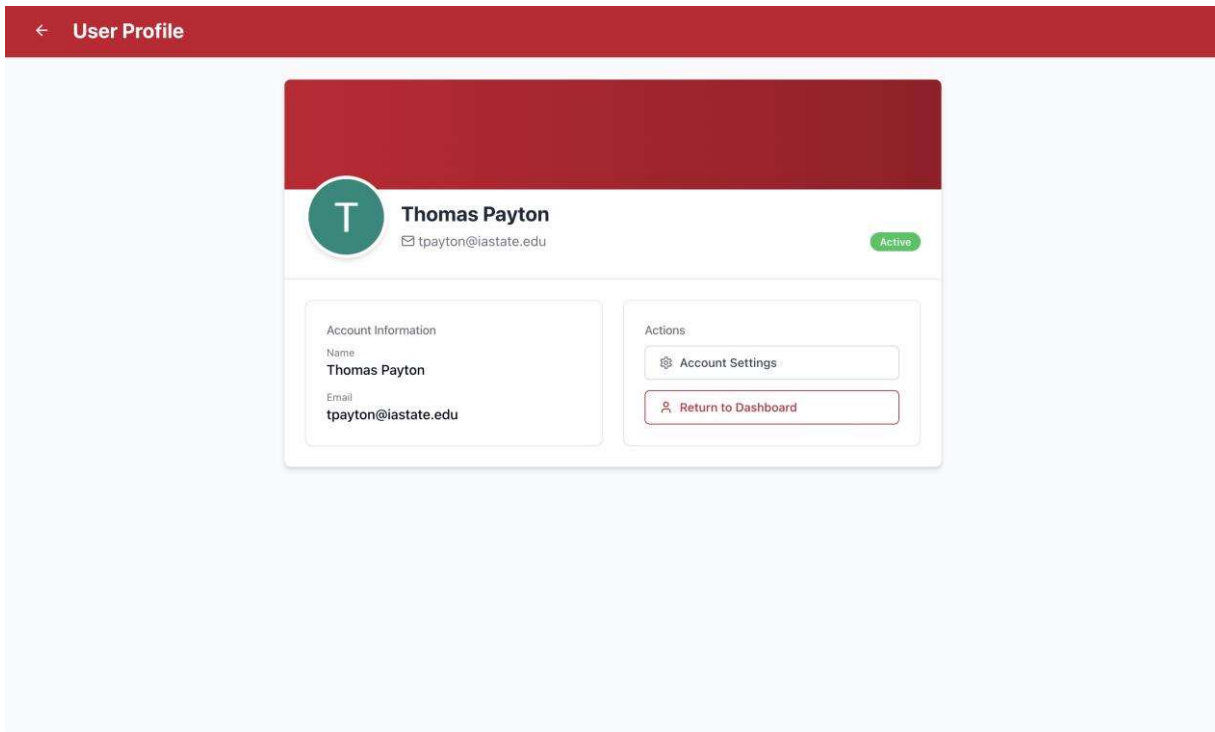 User Profile
T
Thomas Payton
tpayton@iastate.edu
Active
Account Information
Name
Thomas Payton
Email
tpayton@iastate.edu
Actions
Account Settings
Return to Dashboard